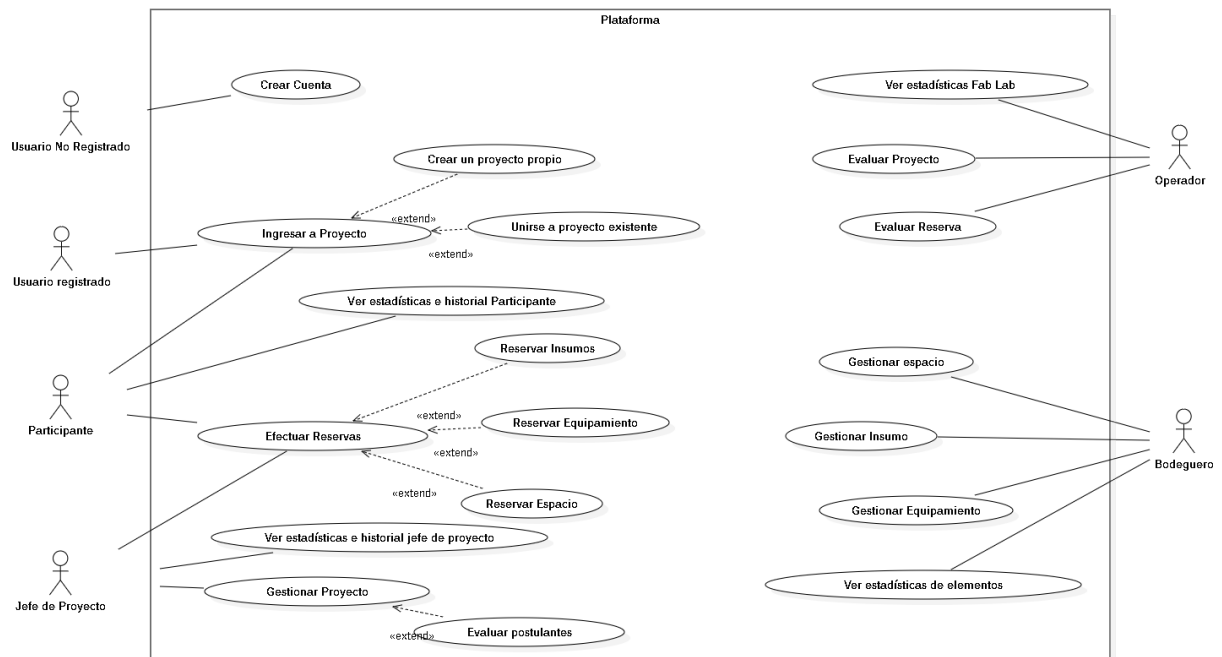 Plataforma
Crear Cuenta
Ver estadísticas Fab Lab
Usuario No Registrado
Crear un proyecto propio
Evaluar Proyecto
Operador
«extend»
Ingresar a Proyecto
Unirse a proyecto existente
Evaluar Reserva
«extend»
Usuario registrado
Ver estadísticas e historial Participante
Reservar Insumos
Gestionar espacio
«extend»
Participante
Efectuar Reservas
Reservar Equipamiento
Gestionar Insumo
«extend»
Bodeguero
«extend»
Reservar Espacio
Gestionar Equipamiento
Ver estadísticas e historial jefe de proyecto
Ver estadísticas de elementos
Gestionar Proyecto
Jefe de Proyecto
«extend»
Evaluar postulantes